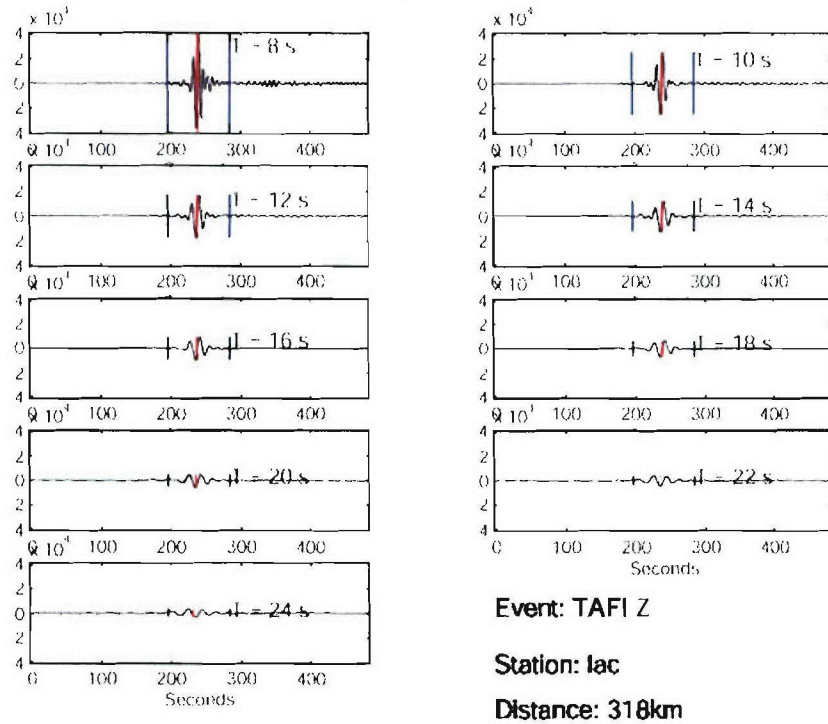 x 10⁴
T = 8 s
4
2
0
2
4
0 100 200 300 400
x 10⁴
T = 10 s
4
2
0
2
4
0 100 200 300 400
x 10⁴
T = 12 s
4
2
0
2
4
0 100 200 300 400
x 10⁴
T = 14 s
4
2
0
2
4
0 100 200 300 400
x 10⁴
T = 16 s
4
2
0
2
4
0 100 200 300 400
x 10⁴
T = 18 s
4
2
0
2
4
0 100 200 300 400
x 10⁴
T = 20 s
4
2
0
2
4
0 100 200 300 400
x 10⁴
T = 22 s
4
2
0
2
4
0 100 200 300 400
Seconds
x 10⁴
T = 24 s
4
2
0
2
4
0 100 200 300 400
Seconds
Event: TAFI Z
Station: lac
Distance: 318km